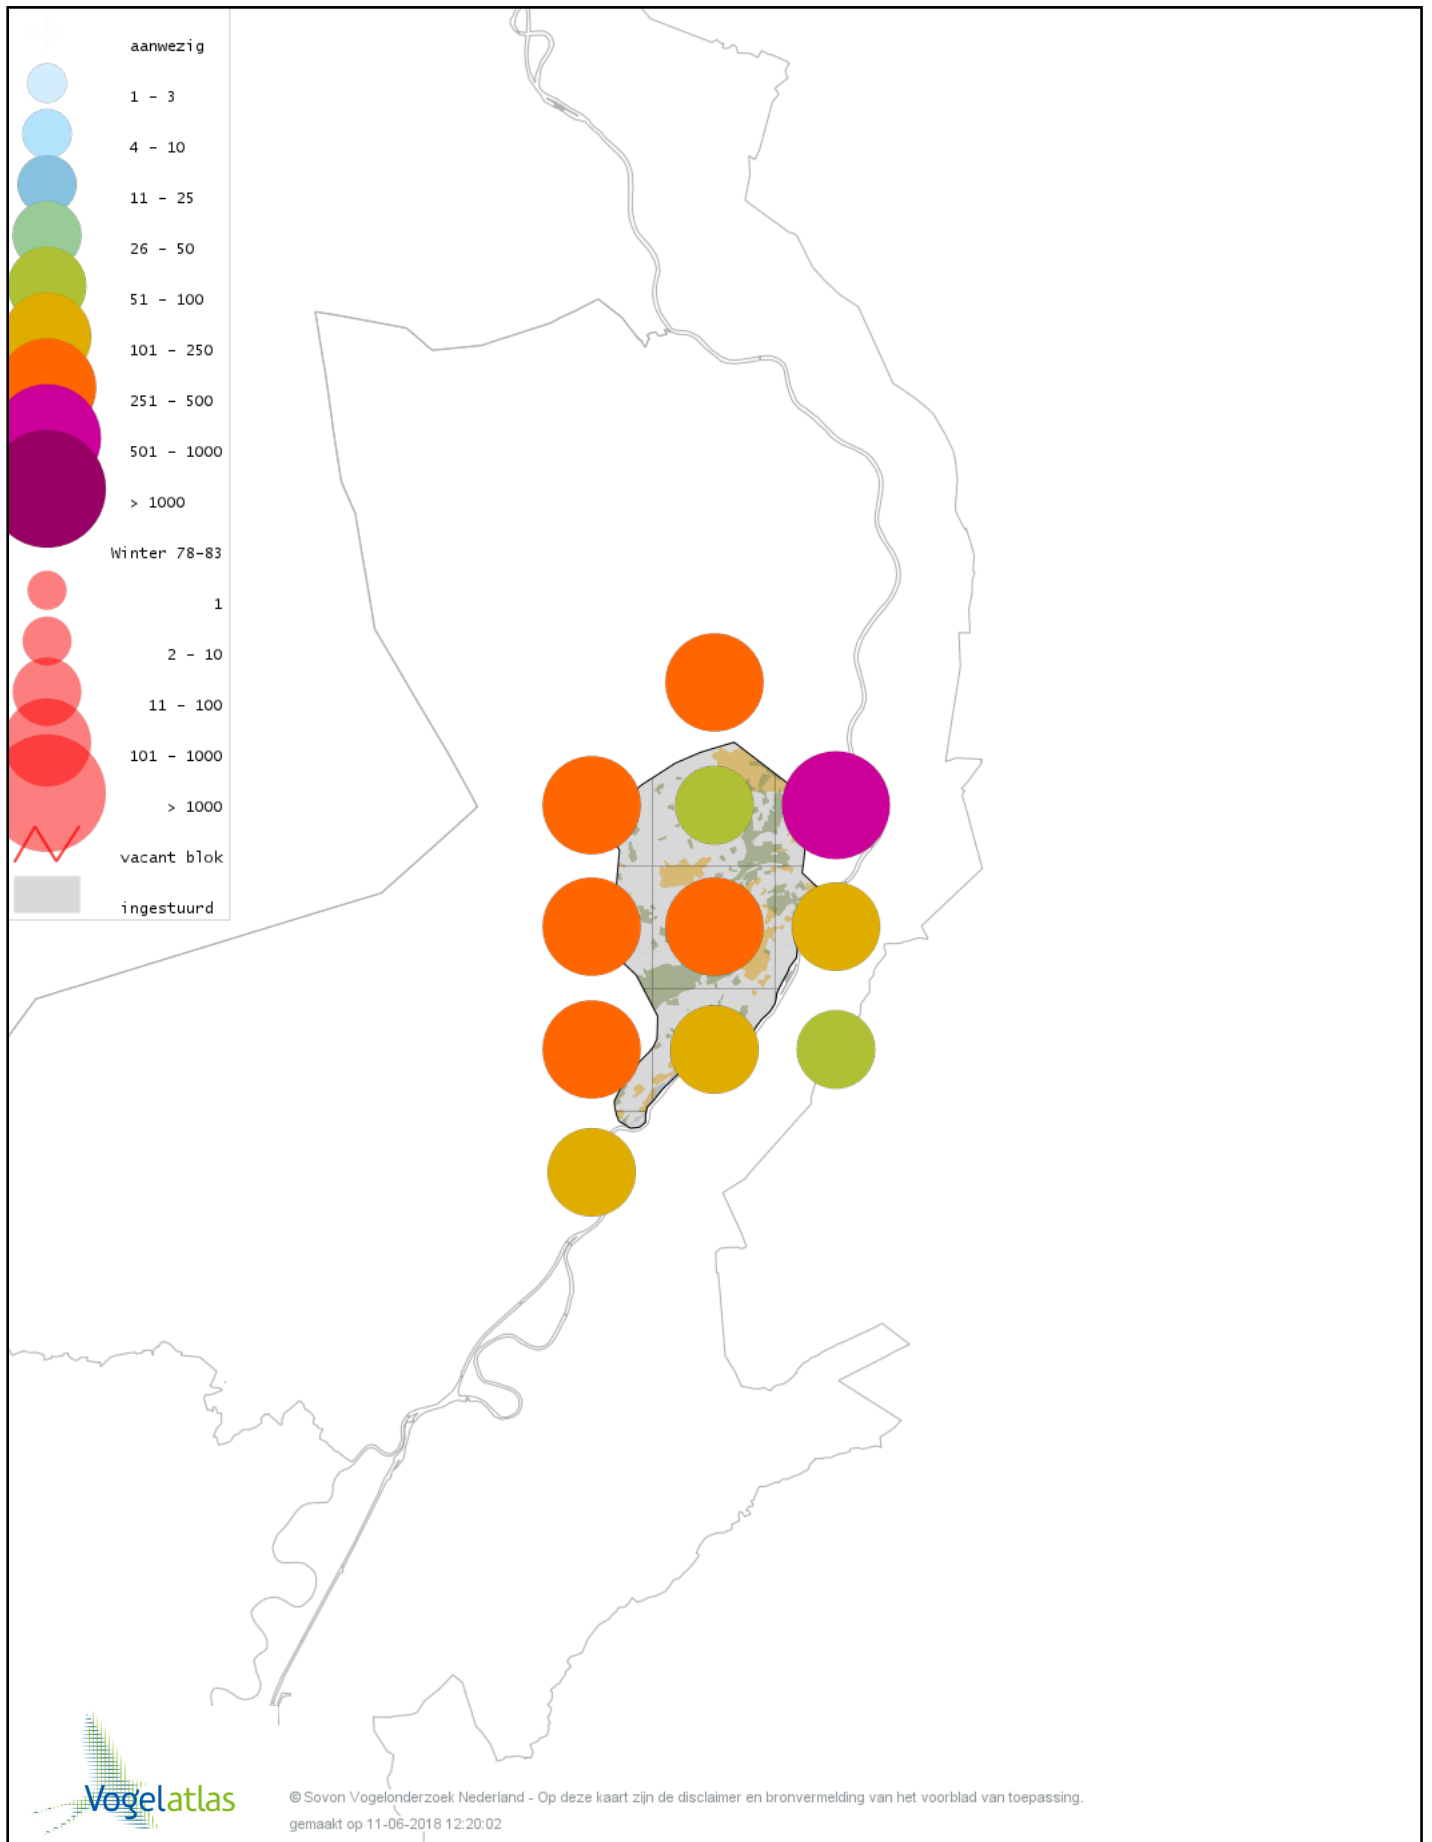 aanwezig
1 - 3
4 - 10
11 - 25
26 - 50
51 - 100
101 - 250
251 - 500
501 - 1000
> 1000
Winter 78-83
1
2 - 10
11 - 100
101 - 1000
> 1000
vacant blok
ingestuurd
Vogelatlas
© Sovon Vogelonderzoek Nederland - Op deze kaart zijn de disclaimer en bronvermelding van het voorblad van toepassing.
gemaakt op 11-06-2018 12:20:02